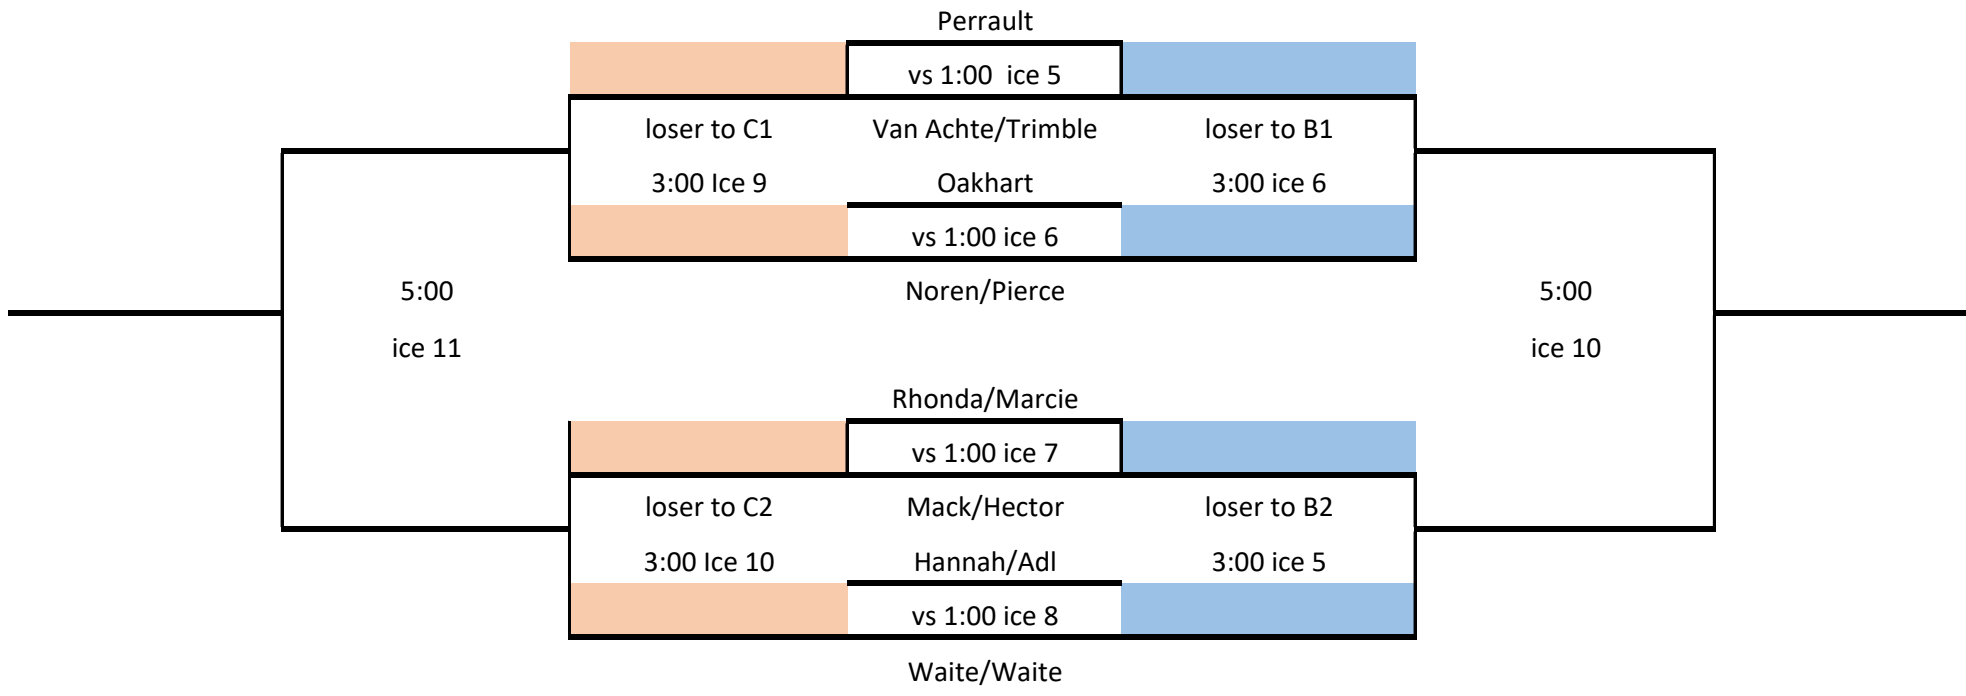 Perrault
vs 1:00 ice 5
loser to C1 Van Achte/Trimble loser to B1
3:00 Ice 9 Oakhart 3:00 ice 6
vs 1:00 ice 6
5:00 Noren/Pierce 5:00
ice 11 ice 10
Rhonda/Marcie
vs 1:00 ice 7
loser to C2 Mack/Hector loser to B2
3:00 Ice 10 Hannah/Adl 3:00 ice 5
vs 1:00 ice 8
Waite/Waite